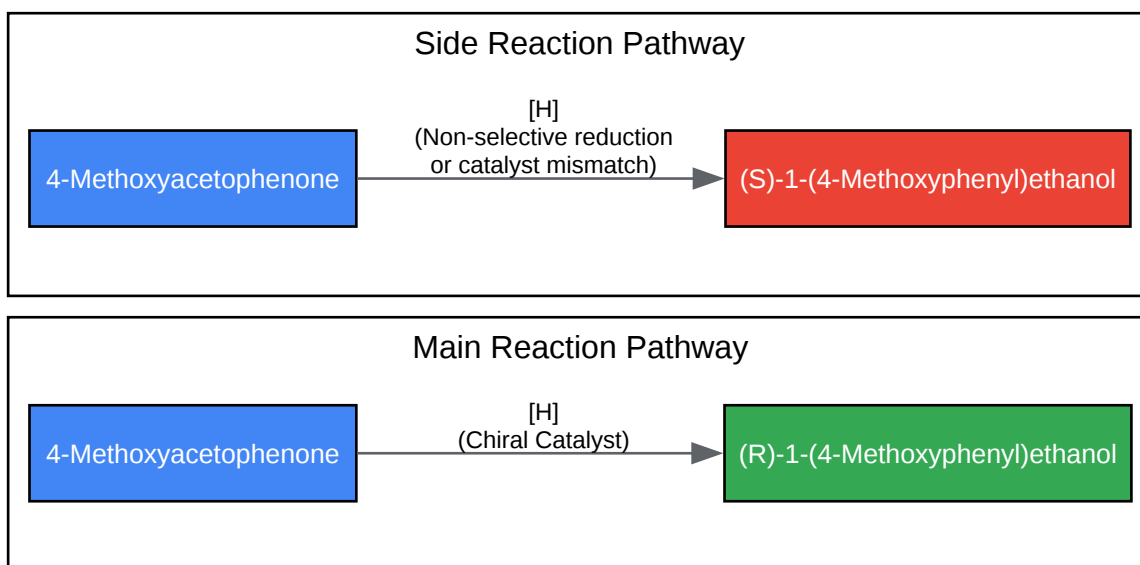 Side Reaction Pathway
[H]
(Non-selective reduction
or catalyst mismatch)
4-Methoxyacetophenone
(S)-1-(4-Methoxyphenyl)ethanol
Main Reaction Pathway
[H]
(Chiral Catalyst)
4-Methoxyacetophenone
(R)-1-(4-Methoxyphenyl)ethanol